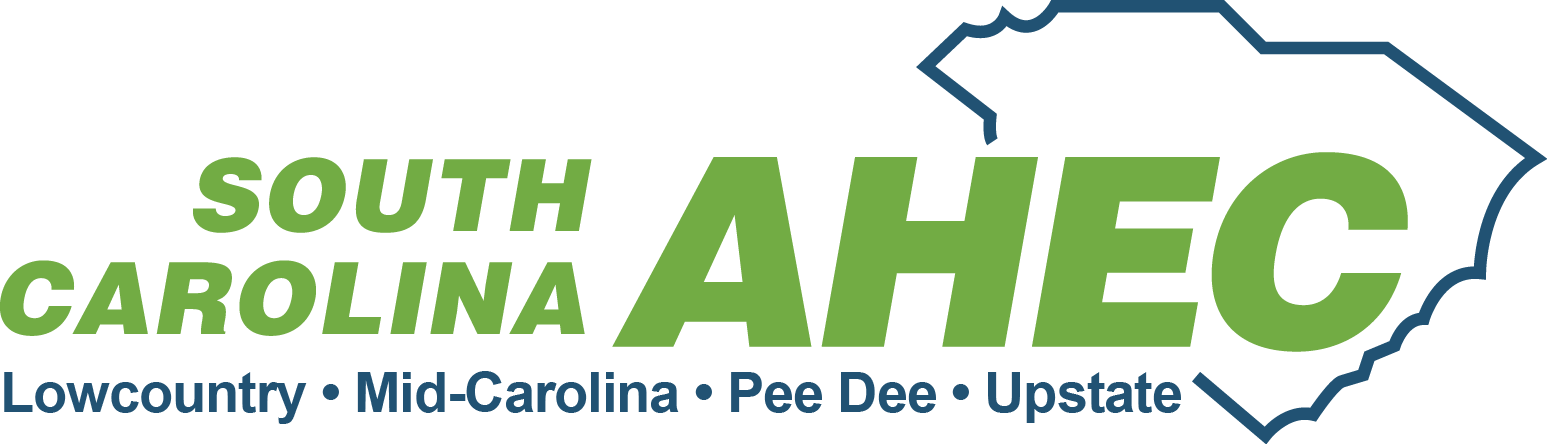 SOUTH
CAROLINA
AHEC
Lowcountry • Mid-Carolina • Pee Dee • Upstate